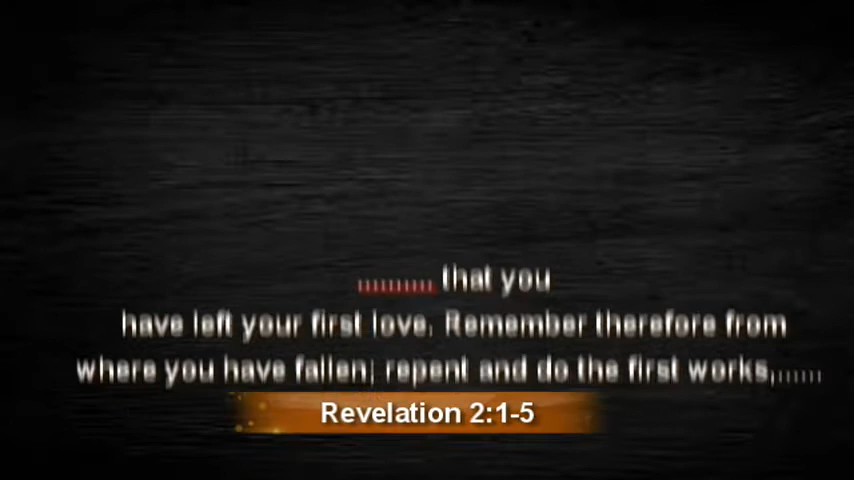 .......... that you
have left your first love. Remember therefore from
where you have fallen; repent and do the first works,......
Revelation 2:1-5